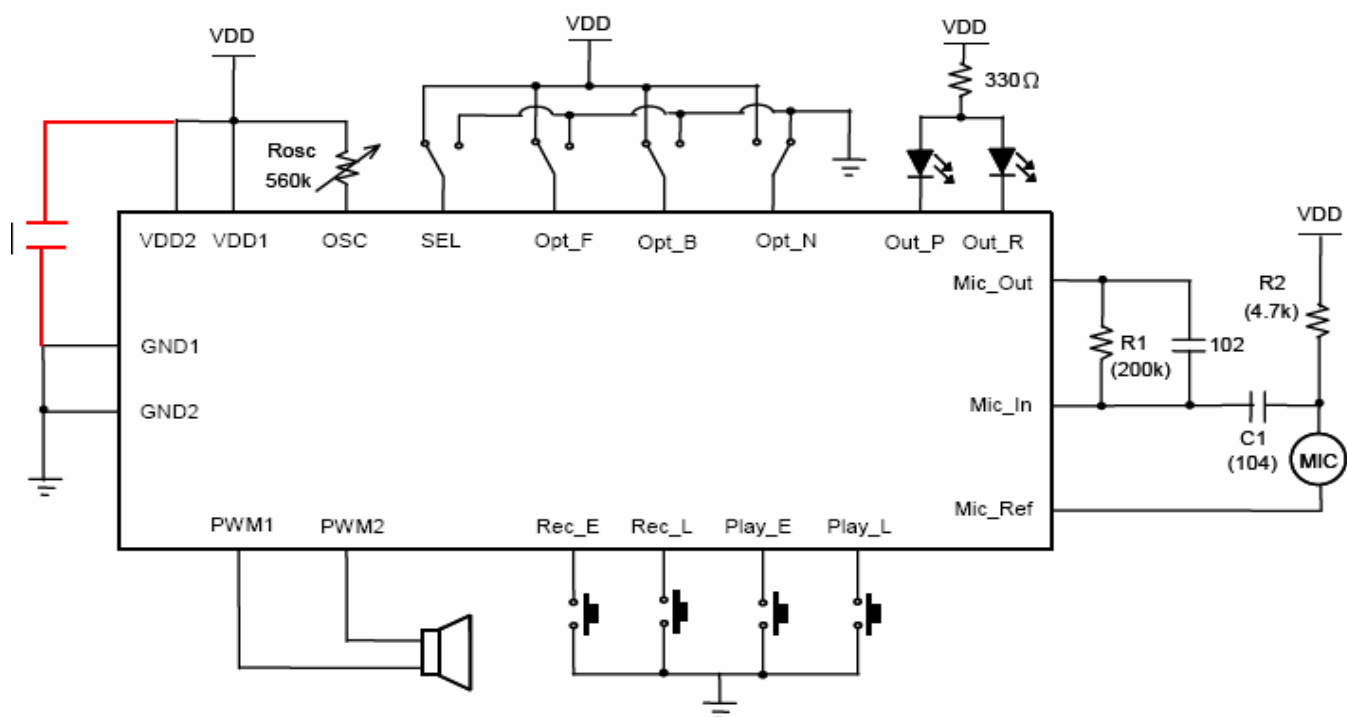 VDD
VDD
VDD
330Ω
Rosc
560k
VDD
VDD2 VDD1 OSC SEL Opt_F Opt_B Opt_N Out_P Out_R
Mic_Out
R2
(4.7k)
R1
(200k)
102
GND1
GND2
Mic_In
C1
(104)
MIC
Mic_Ref
PWM1 PWM2 Rec_E Rec_L Play_E Play_L